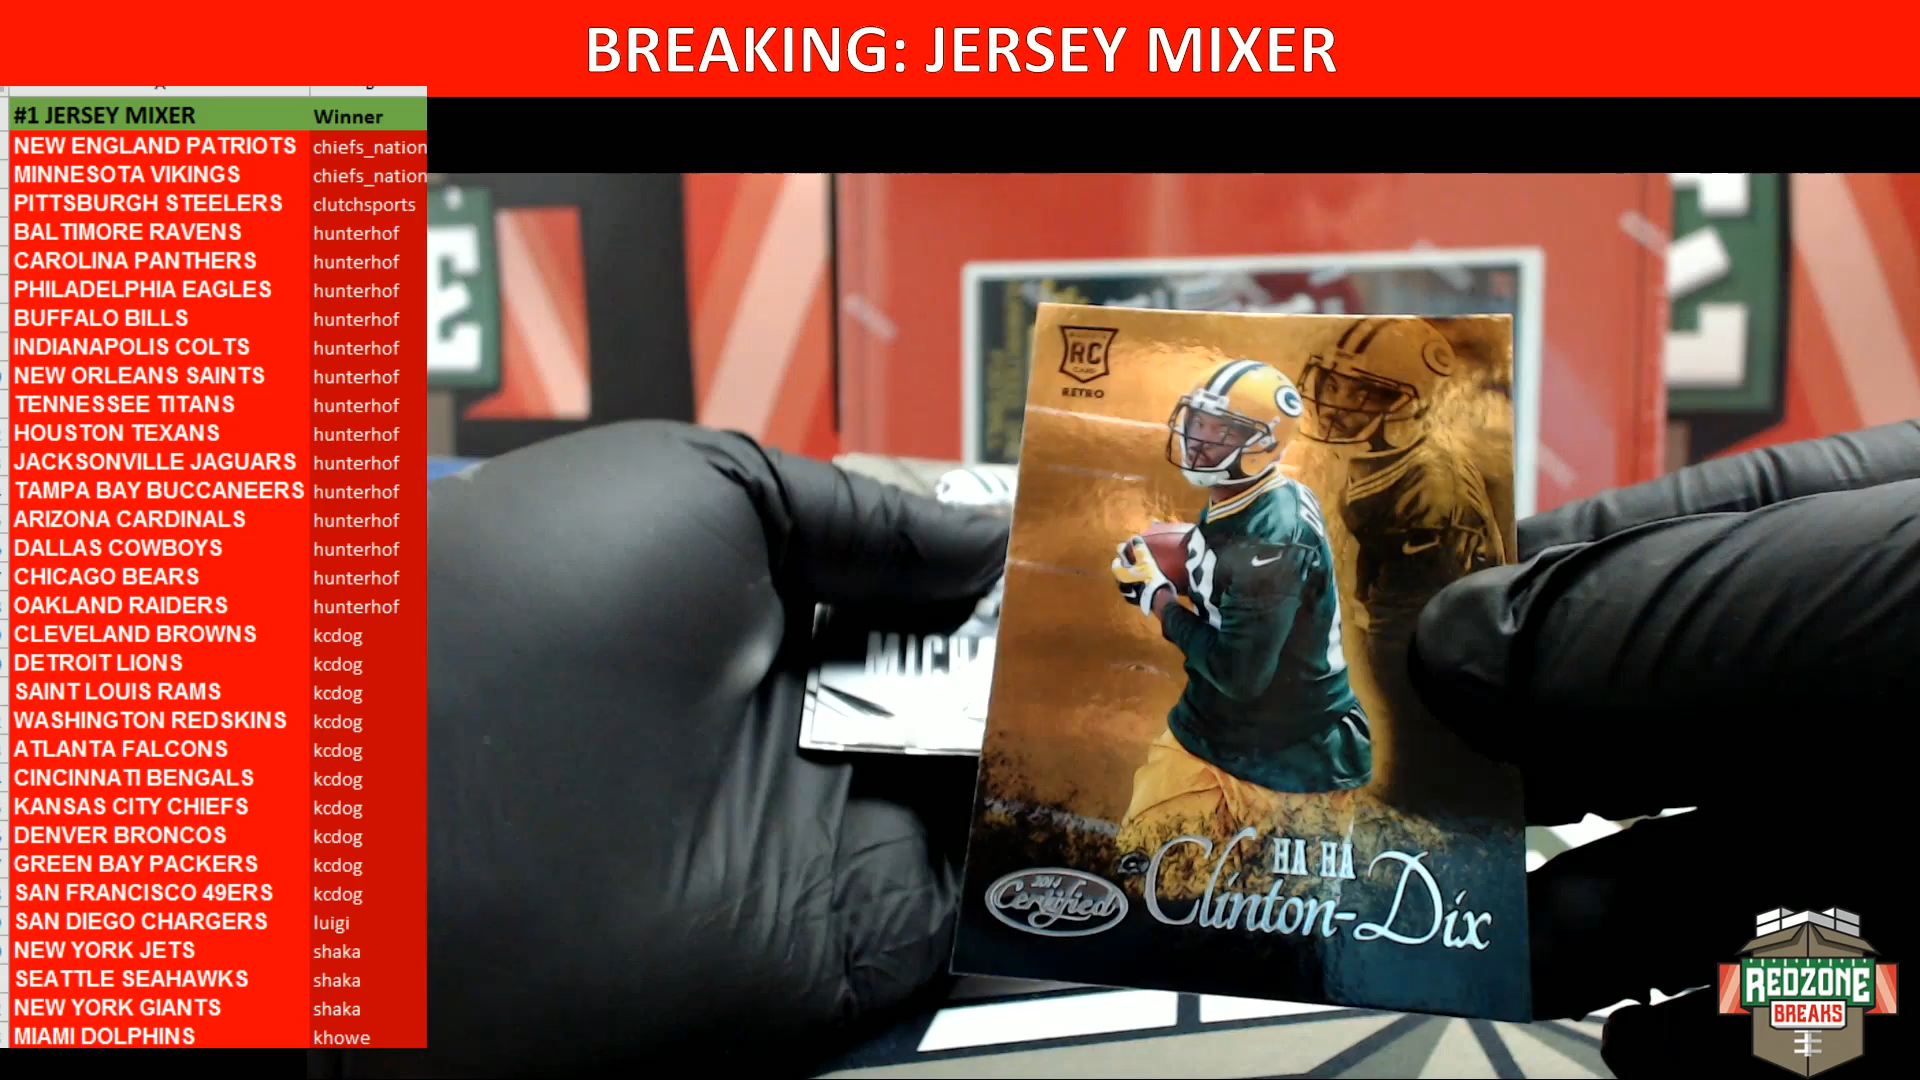 BREAKING: JERSEY MIXER
#1 JERSEY MIXER Winner
NEW ENGLAND PATRIOTS chiefs_nation
MINNESOTA VIKINGS chiefs_nation
PITTSBURGH STEELERS clutchsports
BALTIMORE RAVENS hunterhof
CAROLINA PANTHERS hunterhof
PHILADELPHIA EAGLES hunterhof
BUFFALO BILLS hunterhof
INDIANAPOLIS COLTS hunterhof
NEW ORLEANS SAINTS hunterhof
TENNESSEE TITANS hunterhof
HOUSTON TEXANS hunterhof
JACKSONVILLE JAGUARS hunterhof
TAMPA BAY BUCCANEERS hunterhof
ARIZONA CARDINALS hunterhof
DALLAS COWBOYS hunterhof
CHICAGO BEARS hunterhof
OAKLAND RAIDERS hunterhof
CLEVELAND BROWNS kcdog
DETROIT LIONS kcdog
SAINT LOUIS RAMS kcdog
WASHINGTON REDSKINS kcdog
ATLANTA FALCONS kcdog
CINCINNATI BENGALS kcdog
KANSAS CITY CHIEFS kcdog
DENVER BRONCOS kcdog
GREEN BAY PACKERS kcdog
SAN FRANCISCO 49ERS kcdog
SAN DIEGO CHARGERS luigi
NEW YORK JETS shaka
SEATTLE SEAHAWKS shaka
NEW YORK GIANTS shaka
MIAMI DOLPHINS khowe
RC
CARD
RETRO
G
MICH
HA HA
Clinton-Dix
2014
Certified
REDZONE
BREAKS